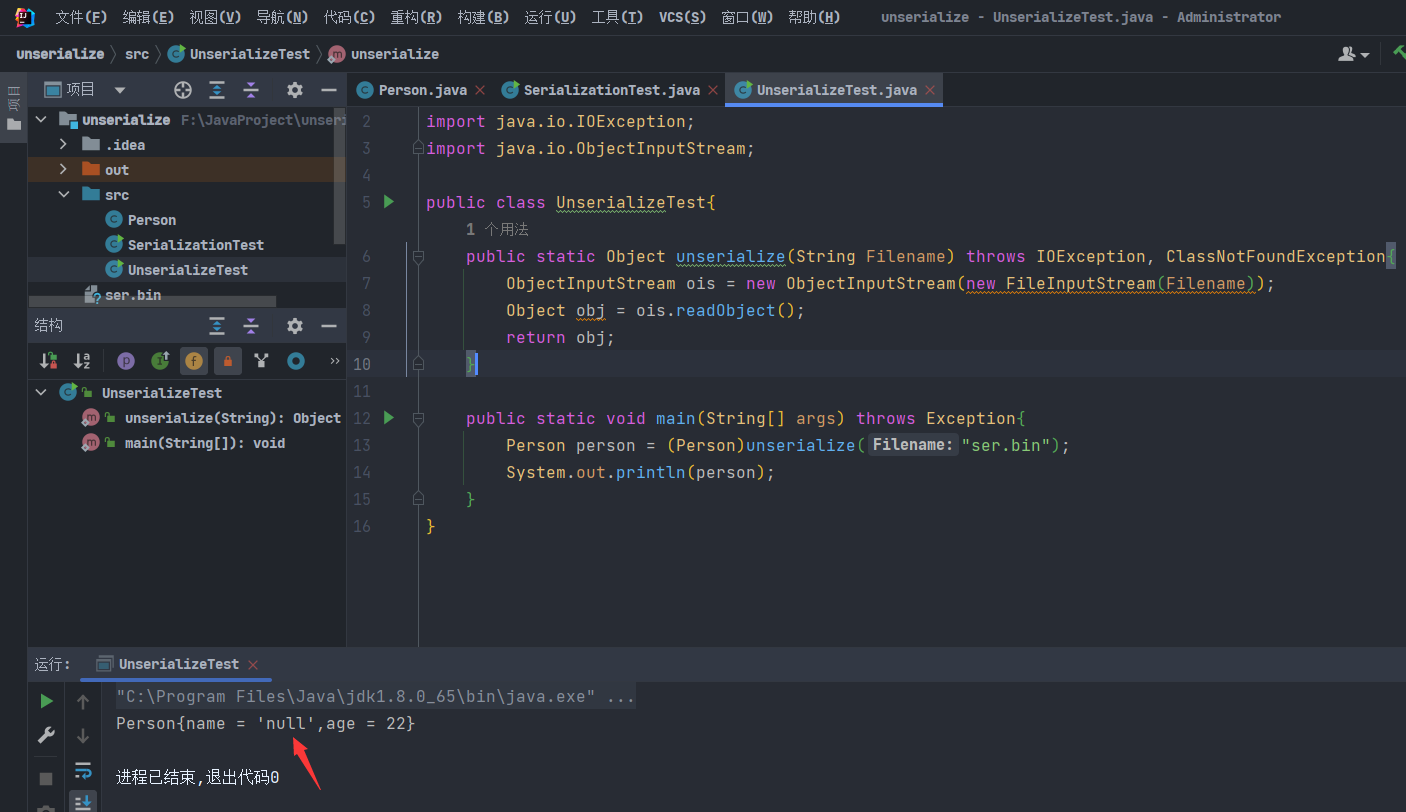 文件(F) 编辑(E) 视图(V) 导航(N) 代码(C) 重构(R) 构建(B) 运行(U) 工具(T) VCS(S) 窗口(W) 帮助(H) unserialize - UnserializeTest.java - Administrator
unserialize src UnserializeTest unserialize
项目
项目
Person.java SerializationTest.java UnserializeTest.java
unserialize F:\JavaProject\unseri
.idea
out
src
Person
SerializationTest
UnserializeTest
ser.bin
结构
UnserializeTest
unserialize(String): Object
main(String[]): void
2 import java.io.IOException;
3 import java.io.ObjectInputStream;
4
5 public class UnserializeTest{
1 个用法
6 public static Object unserialize(String Filename) throws IOException, ClassNotFoundException{
7 ObjectInputStream ois = new ObjectInputStream(new FileInputStream(Filename));
8 Object obj = ois.readObject();
9 return obj;
10 }
11
12 public static void main(String[] args) throws Exception{
13 Person person = (Person)unserialize( Filename: "ser.bin");
14 System.out.println(person);
15 }
16 }
运行: UnserializeTest
"C:\Program Files\Java\jdk1.8.0_65\bin\java.exe" ...
Person{name = 'null',age = 22}
进程已结束,退出代码0